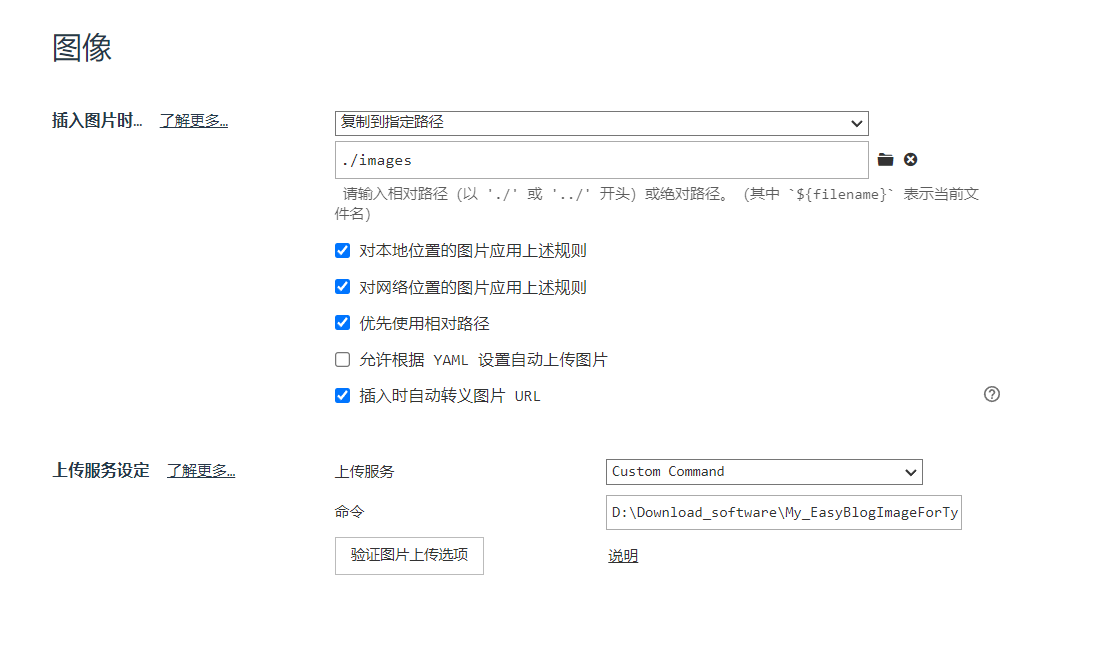 图像
插入图片时... 了解更多...
复制到指定路径
./images
请输入相对路径 (以 './' 或 '../' 开头) 或绝对路径。 (其中 `${filename}` 表示当前文
件名)
对本地位置的图片应用上述规则
对网络位置的图片应用上述规则
优先使用相对路径
允许根据 YAML 设置自动上传图片
插入时自动转义图片 URL
上传服务设定 了解更多...
上传服务 Custom Command
命令 D:\Download_software\My_EasyBlogImageForTy
验证图片上传选项 说明